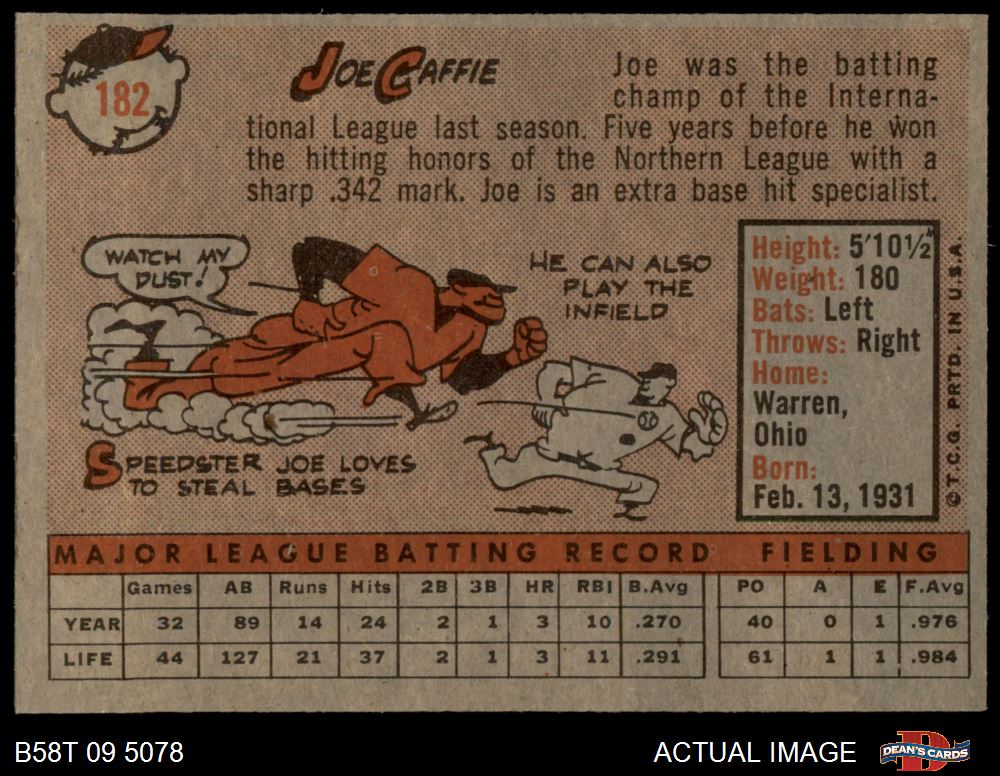 182
Joe Caffie
Joe was the batting
champ of the Interna-
tional League last season. Five years before he won
the hitting honors of the Northern League with a
sharp .342 mark. Joe is an extra base hit specialist.
WATCH MY
DUST!
HE CAN ALSO
PLAY THE
INFIELD
SPEEDSTER JOE LOVES
TO STEAL BASES
Height: 5'10½"
Weight: 180
Bats: Left
Throws: Right
Home:
Warren,
Ohio
Born:
Feb. 13, 1931
©T.C.G. PRTD. IN U.S.A.
MAJOR LEAGUE BATTING RECORD FIELDING
Games AB Runs Hits 2B 3B HR RBI B.Avg PO A E F.Avg
YEAR 32 89 14 24 2 1 3 10 .270 40 0 1 .976
LIFE 44 127 21 37 2 1 3 11 .291 61 1 1 .984
B58T 09 5078
ACTUAL IMAGE
D
DEAN'S CARDS